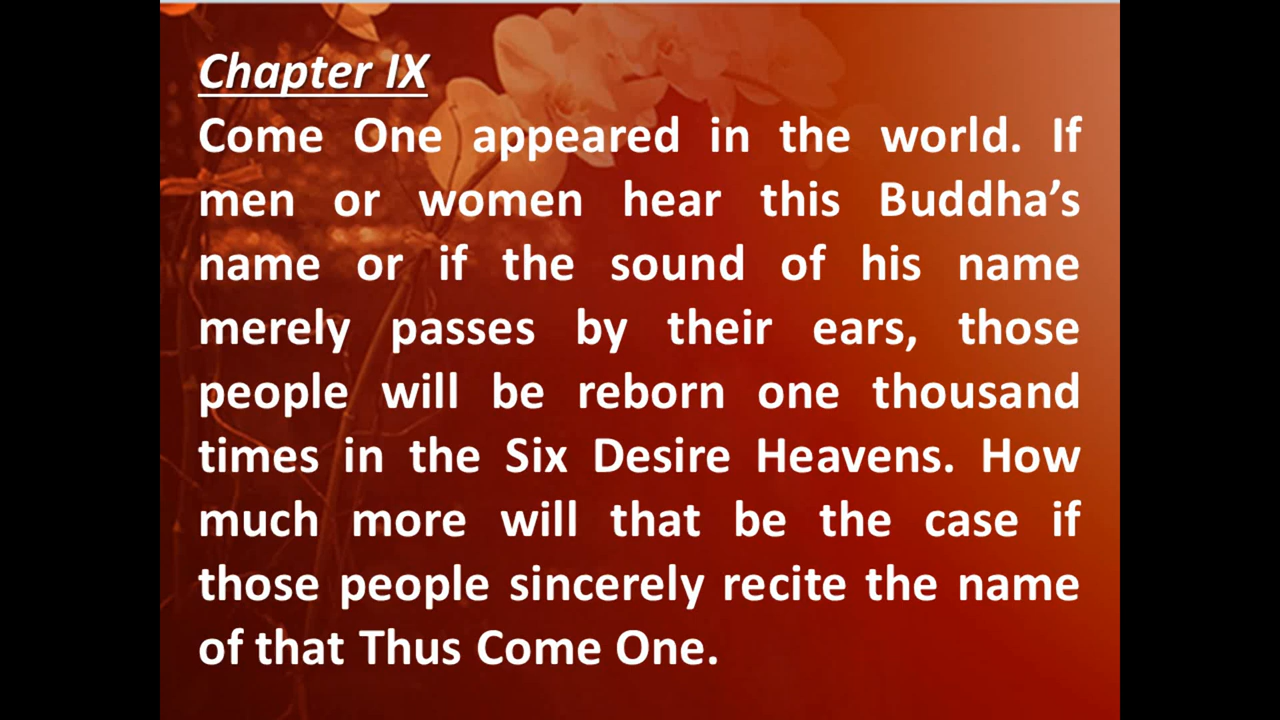 Chapter IX
Come One appeared in the world. If
men or women hear this Buddha’s
name or if the sound of his name
merely passes by their ears, those
people will be reborn one thousand
times in the Six Desire Heavens. How
much more will that be the case if
those people sincerely recite the name
of that Thus Come One.